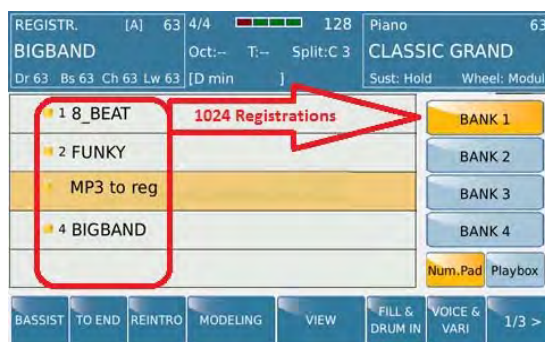 REGISTR. [A] 63 4/4 128 Piano 63
BIGBAND Oct:-- T:-- Split:C 3 CLASSIC GRAND
Dr 63 Bs 63 Ch 63 Lw 63 [D min ] Sust: Hold Wheel: Modul
1 8_BEAT
1024 Registrations
BANK 1
2 FUNKY
BANK 2
MP3 to reg
BANK 3
4 BIGBAND
BANK 4
Num.Pad Playbox
BASSIST TO END REINTRO MODELING VIEW FILL & DRUM IN VOICE & VARI 1/3 >